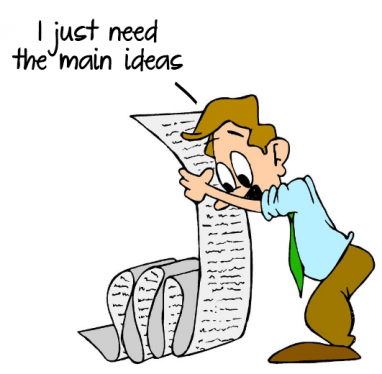 I just need
the main ideas